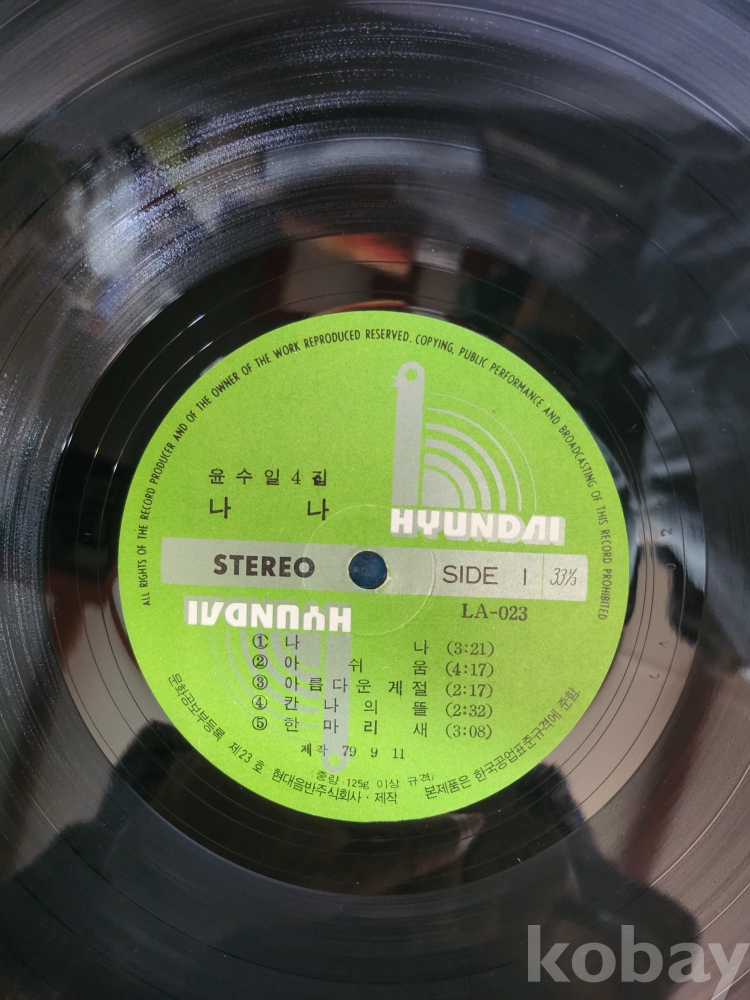 ALL RIGHTS OF THE RECORD PRODUCER AND OF THE OWNER OF THE WORK REPRODUCED RESERVED. COPYING, PUBLIC PERFORMANCE AND BROADCASTING OF THIS RECORD PROHIBITED
윤수일 4집
나 나
HYUNDAI
STEREO SIDE 1 33⅓
HYUNDAI
LA-023
① 나 나 (3:21)
② 아 쉬 움 (4:17)
③ 아름다운 계절 (2:17)
④ 칸 나 의 뜰 (2:32)
⑤ 한 마 리 새 (3:08)
제작 79 9 11
(중량·125g 이상 규격)
문화공보부등록 제23호 현대음반주식회사·제작 본제품은 한국공업표준규격에 준함
kobay